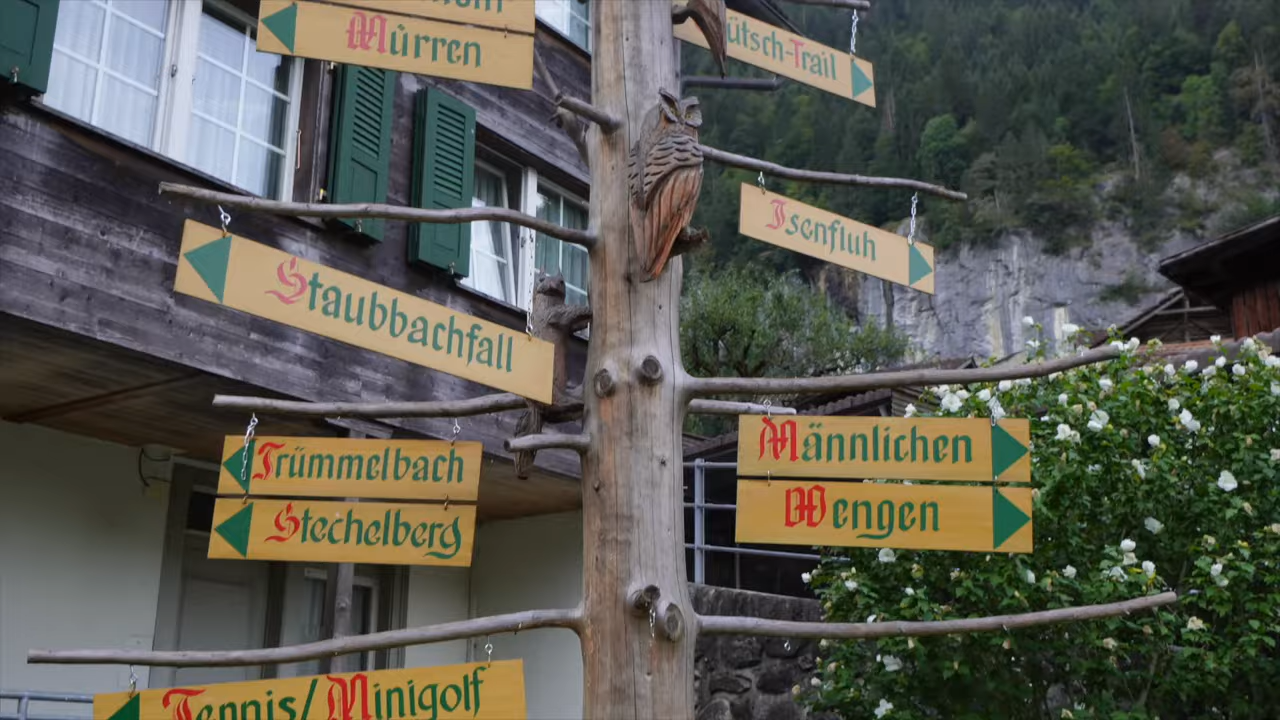 Mürren
ütsch-Trail
Isenfluh
Staubbachfall
Trümmelbach
Stechelberg
Männlichen
Wengen
Tennis/Minigolf